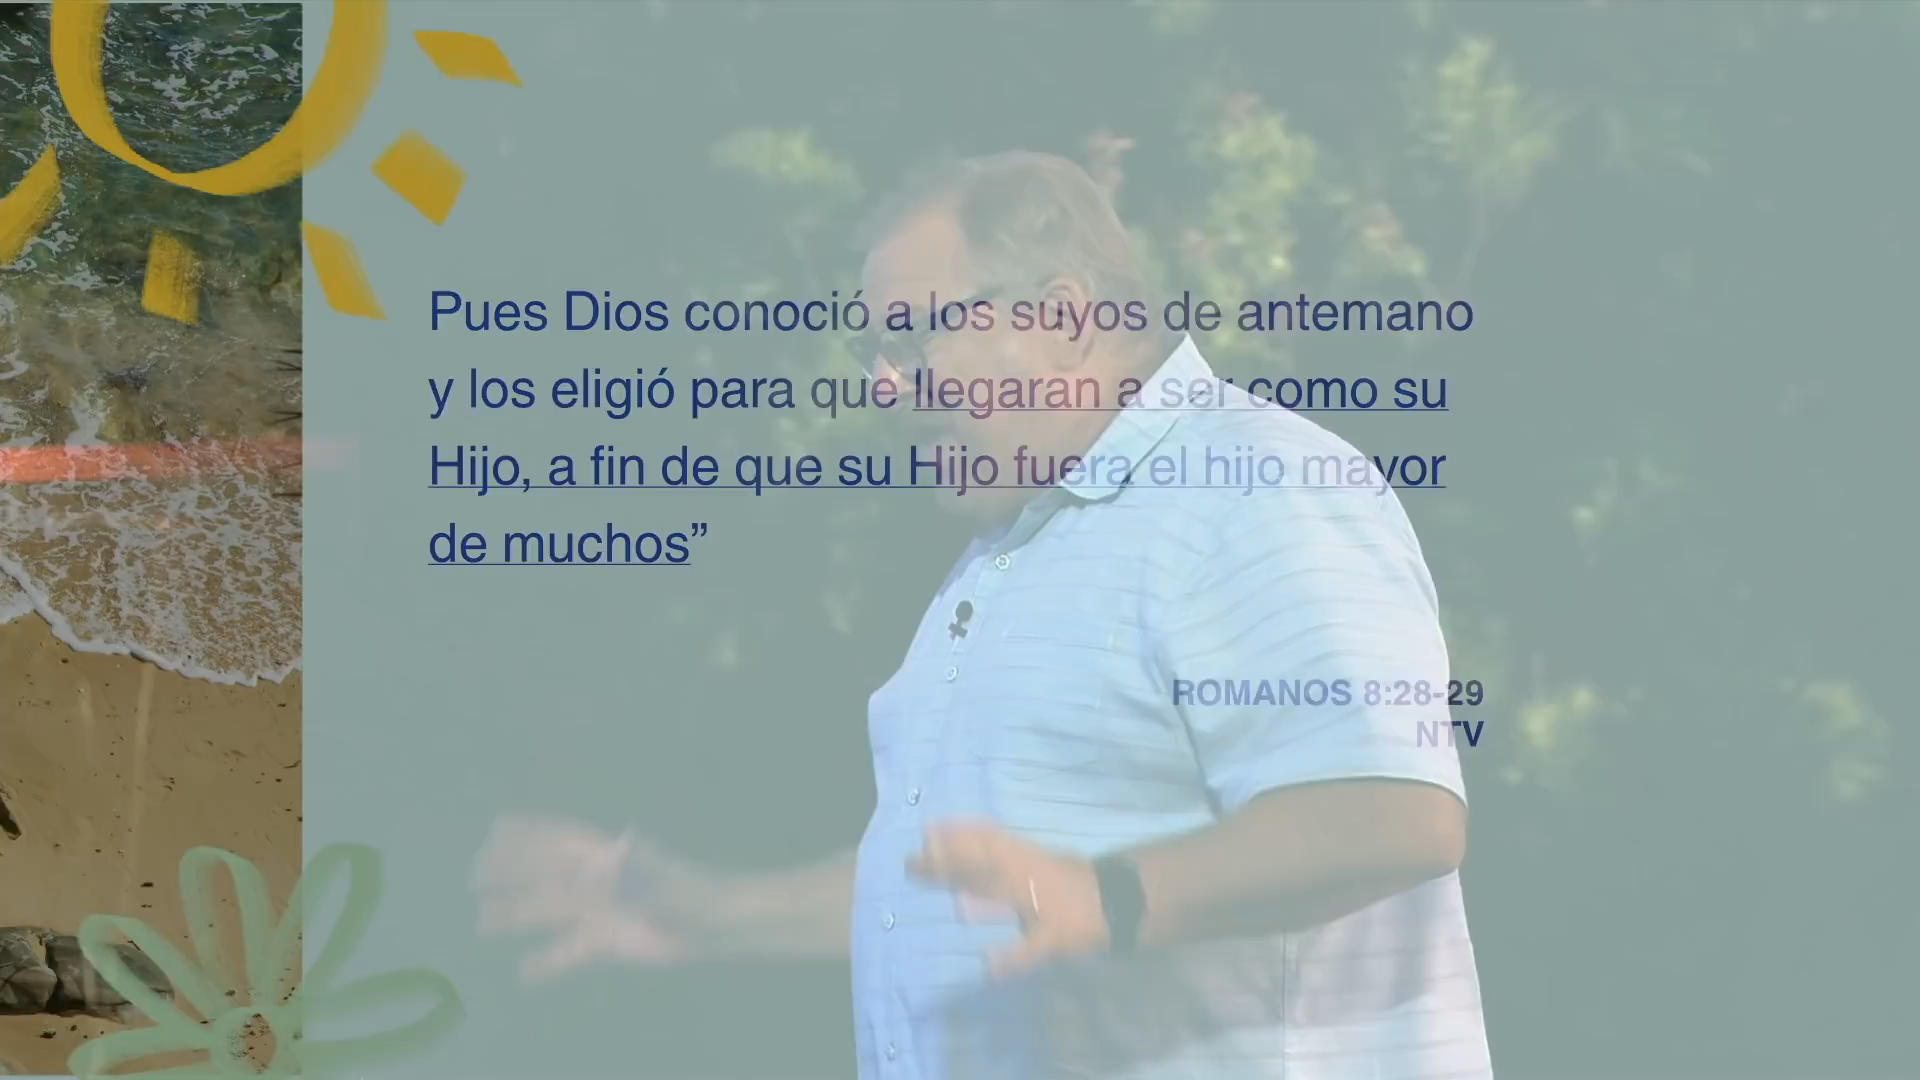 Pues Dios conoció a los suyos de antemano
y los eligió para que llegaran a ser como su
Hijo, a fin de que su Hijo fuera el hijo mayor
de muchos”
ROMANOS 8:28-29
NTV